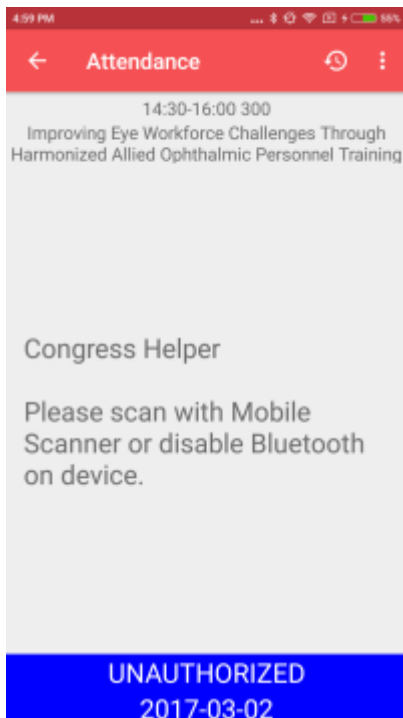 4:59 PM
... 86%
Attendance
14:30-16:00 300
Improving Eye Workforce Challenges Through
Harmonized Allied Ophthalmic Personnel Training
Congress Helper
Please scan with Mobile
Scanner or disable Bluetooth
on device.
UNAUTHORIZED
2017-03-02